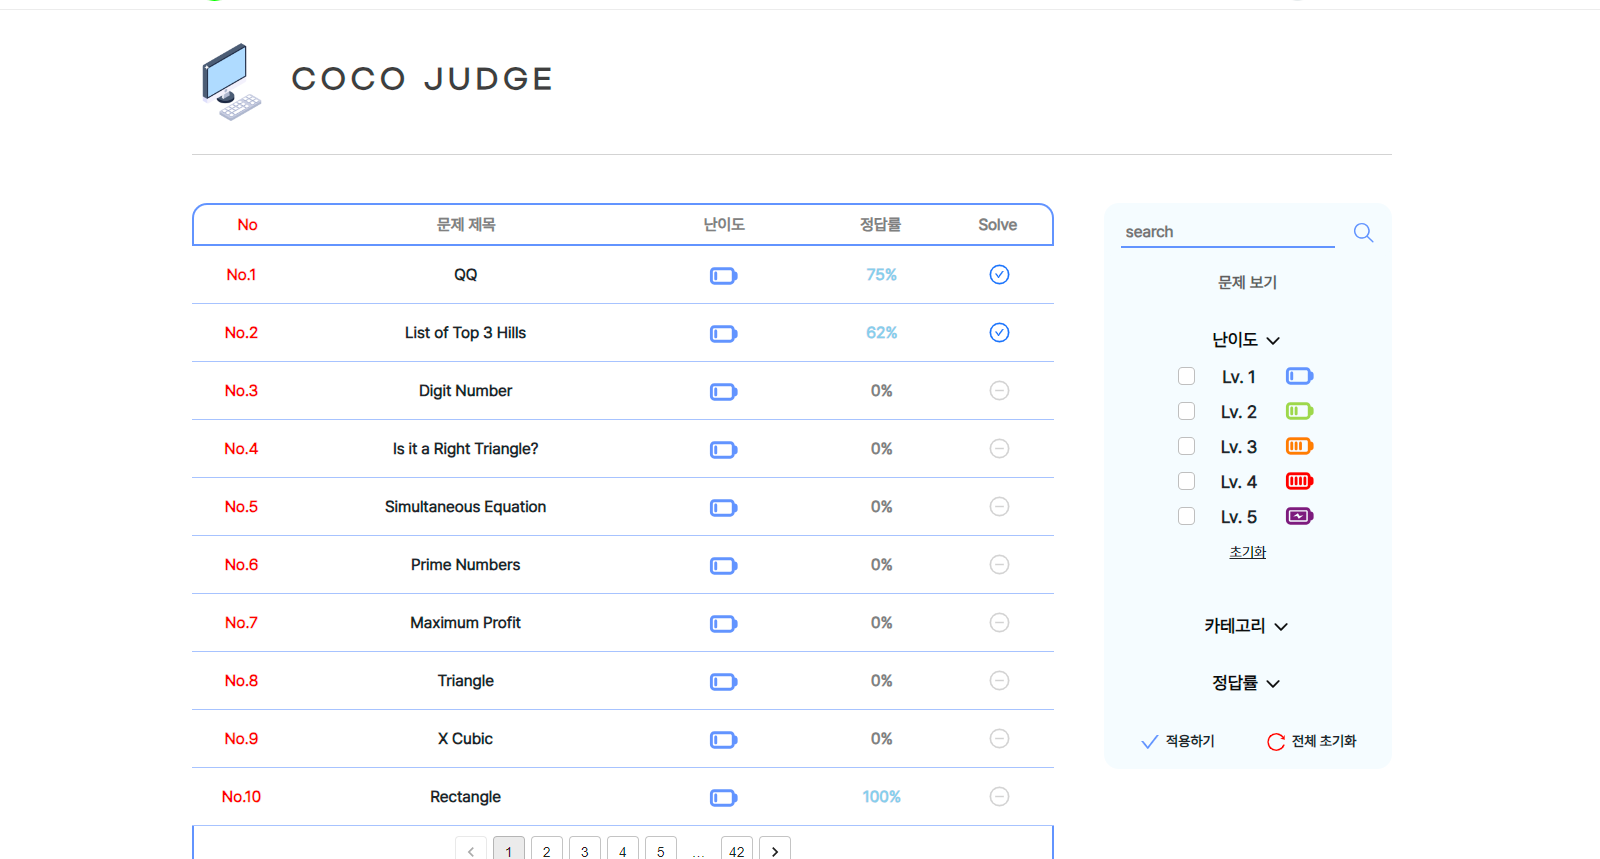 COCO JUDGE
No 문제 제목 난이도 정답률 Solve
No.1 QQ 75%
No.2 List of Top 3 Hills 62%
No.3 Digit Number 0%
No.4 Is it a Right Triangle? 0%
No.5 Simultaneous Equation 0%
No.6 Prime Numbers 0%
No.7 Maximum Profit 0%
No.8 Triangle 0%
No.9 X Cubic 0%
No.10 Rectangle 100%
< 1 2 3 4 5 ... 42 >
search
문제 보기
난이도
Lv. 1
Lv. 2
Lv. 3
Lv. 4
Lv. 5
초기화
카테고리
정답률
적용하기 전체 초기화